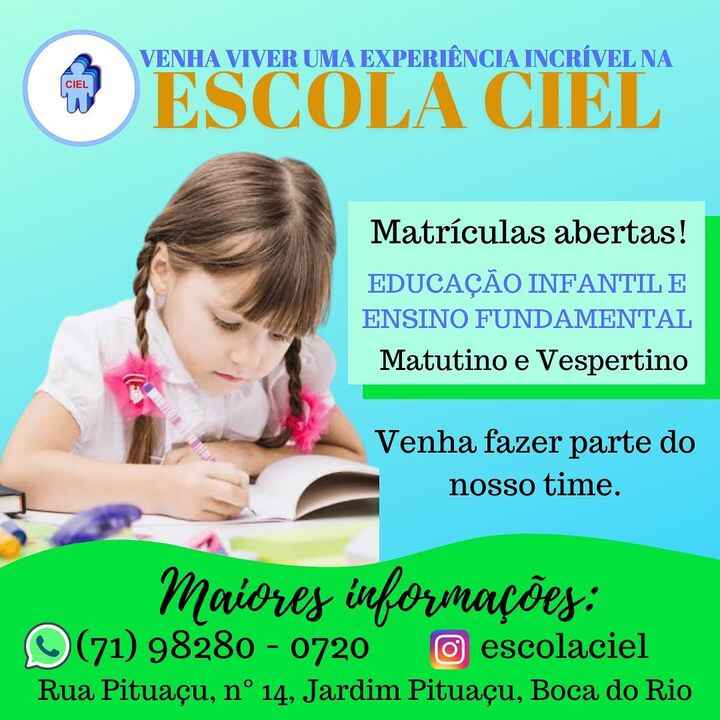 CIEL
VENHA VIVER UMA EXPERIÊNCIA INCRÍVEL NA
ESCOLA CIEL
Matrículas abertas!
EDUCAÇÃO INFANTIL E
ENSINO FUNDAMENTAL
Matutino e Vespertino
Venha fazer parte do
nosso time.
Maiores informações:
(71) 98280 - 0720
escolaciel
Rua Pituaçu, n° 14, Jardim Pituaçu, Boca do Rio